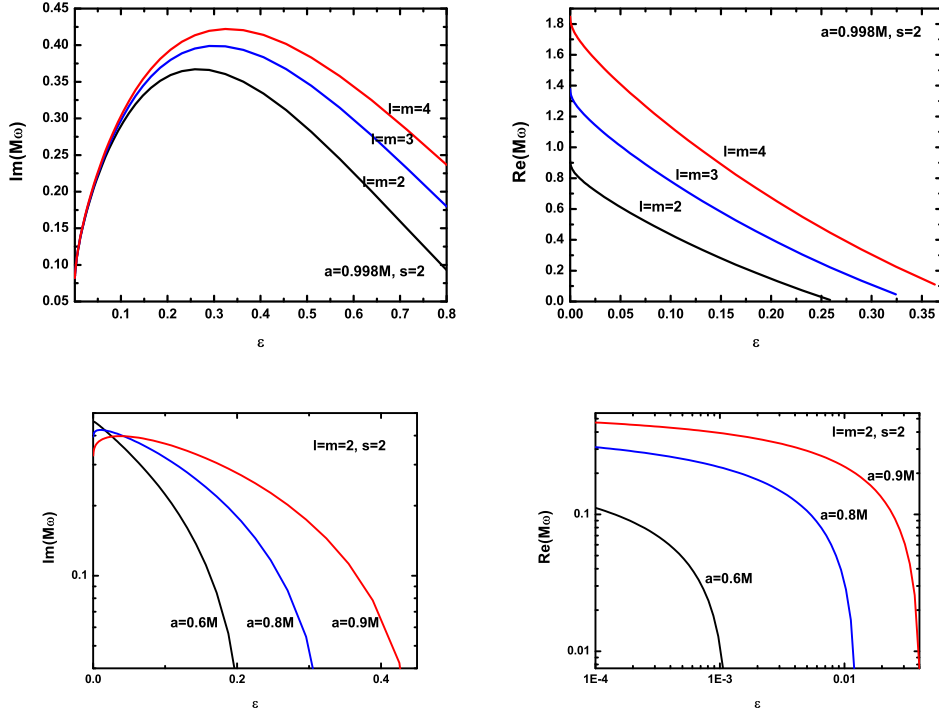 0.45
0.40
0.35
0.30
0.25
0.20
0.15
0.10
0.05
Im(Mω)
l=m=4
l=m=3
l=m=2
a=0.998M, s=2
0.1 0.2 0.3 0.4 0.5 0.6 0.7 0.8
ε
1.8
1.6
1.4
1.2
1.0
0.8
0.6
0.4
0.2
0.0
Re(Mω)
a=0.998M, s=2
l=m=4
l=m=3
l=m=2
0.00 0.05 0.10 0.15 0.20 0.25 0.30 0.35
ε
0.1
Im(Mω)
l=m=2, s=2
a=0.6M a=0.8M a=0.9M
0.0 0.2 0.4
ε
0.1
0.01
Re(Mω)
l=m=2, s=2
a=0.9M
a=0.8M
a=0.6M
1E-4 1E-3 0.01
ε